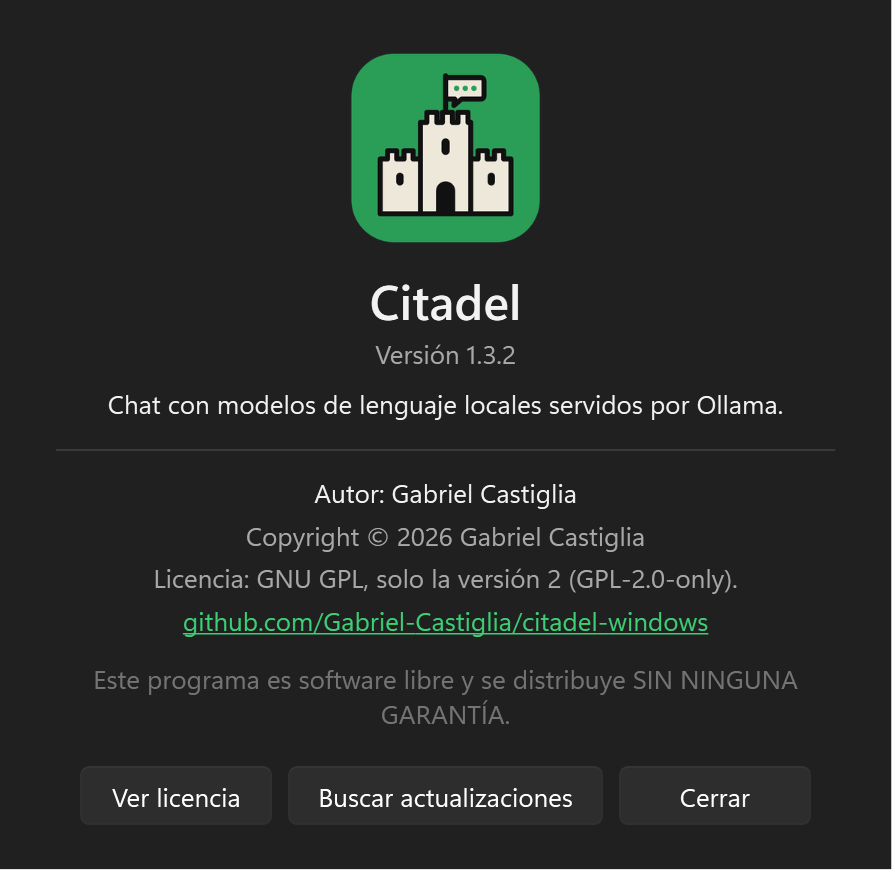 Citadel
Versión 1.3.2
Chat con modelos de lenguaje locales servidos por Ollama.
Autor: Gabriel Castiglia
Copyright © 2026 Gabriel Castiglia
Licencia: GNU GPL, solo la versión 2 (GPL-2.0-only).
github.com/Gabriel-Castiglia/citadel-windows
Este programa es software libre y se distribuye SIN NINGUNA
GARANTÍA.
Ver licencia
Buscar actualizaciones
Cerrar